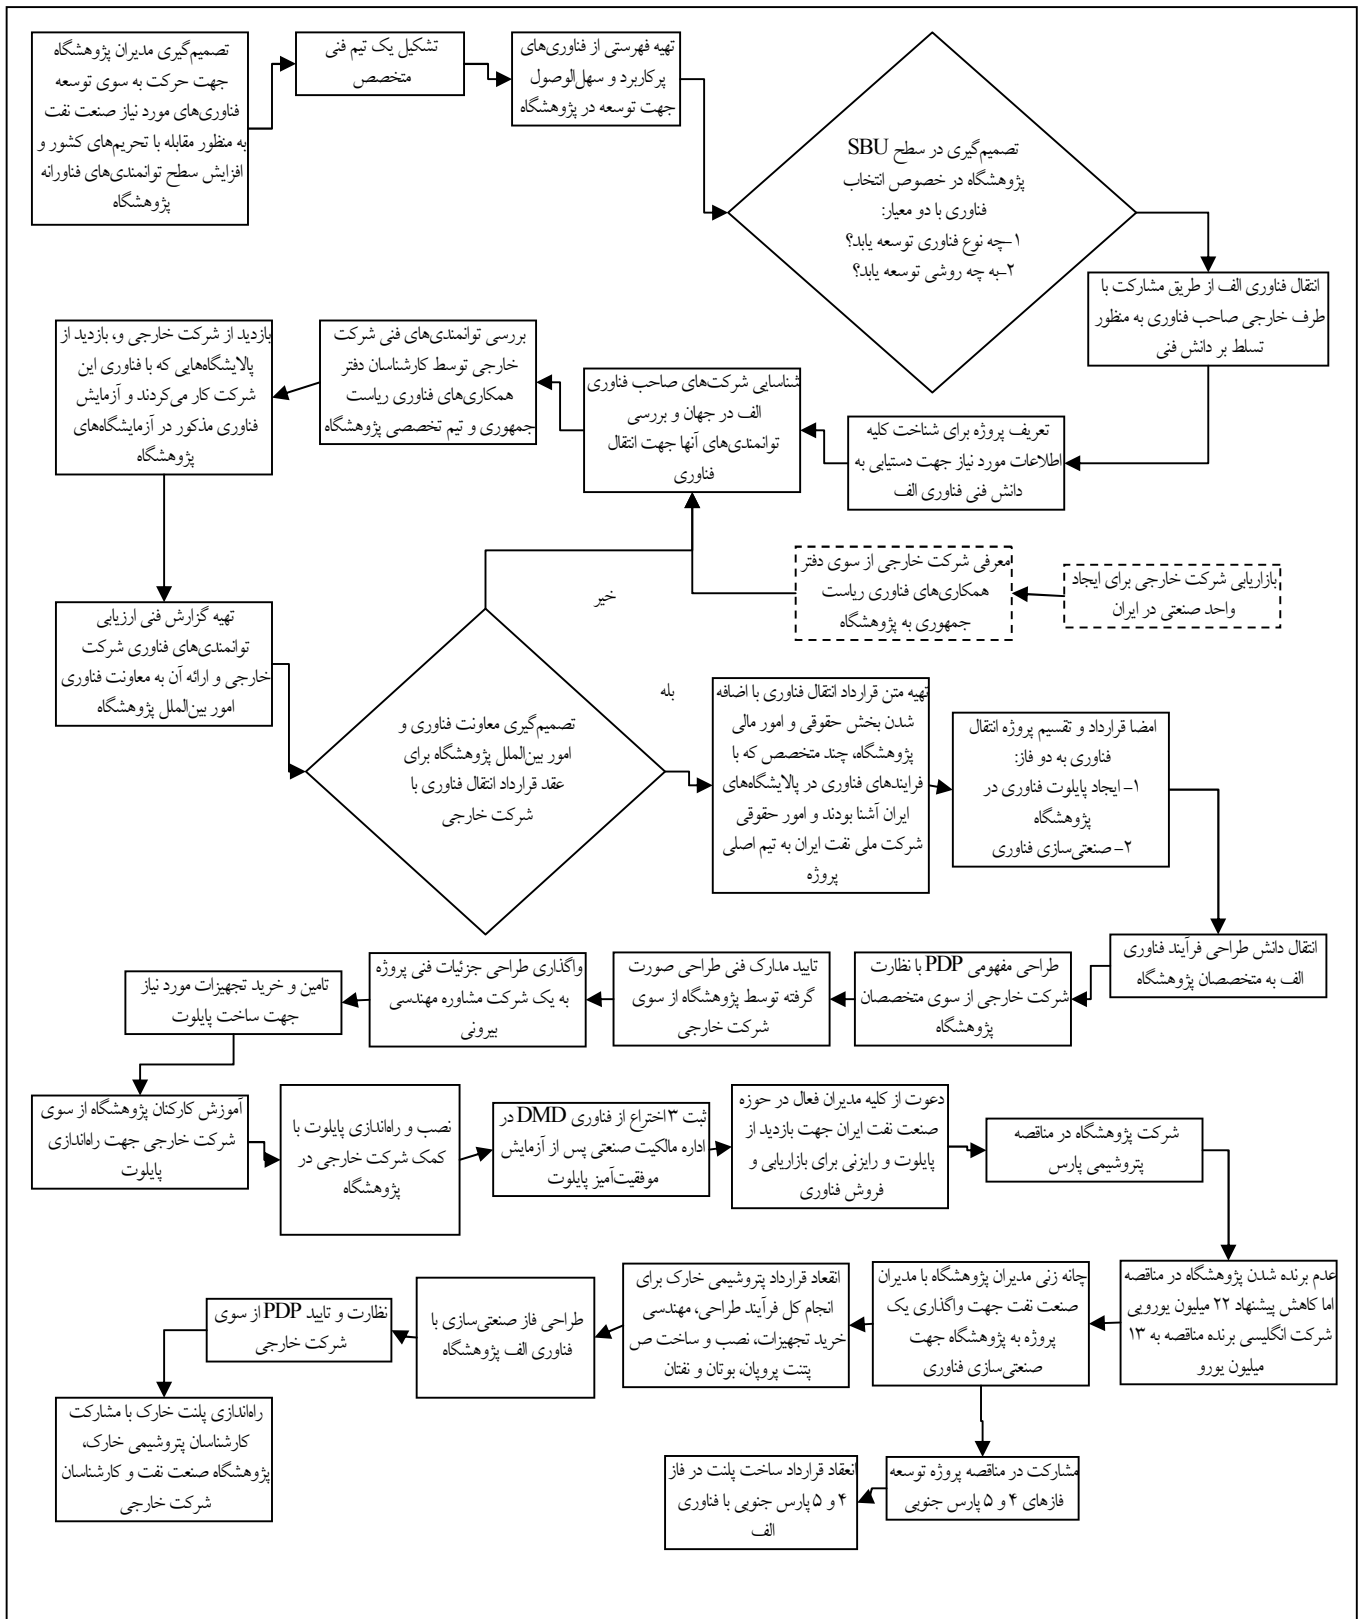 تصمیم‌گیری مدیران پژوهشگاه
جهت حرکت به سوی توسعه
فناوری‌های مورد نیاز صنعت نفت
به منظور مقابله با تحریم‌های کشور و
افزایش سطح توانمندی‌های فناورانه
پژوهشگاه
تشکیل یک تیم فنی
متخصص
تهیه فهرستی از فناوری‌های
پرکاربرد و سهل‌الوصول
جهت توسعه در پژوهشگاه
تصمیم‌گیری در سطح SBU
پژوهشگاه در خصوص انتخاب
فناوری با دو معیار:
۱-چه نوع فناوری توسعه یابد؟
۲-به چه روشی توسعه یابد؟
انتقال فناوری الف از طریق مشارکت با
طرف خارجی صاحب فناوری به منظور
تسلط بر دانش فنی
تعریف پروژه برای شناخت کلیه
اطلاعات مورد نیاز جهت دستیابی به
دانش فنی فناوری الف
شناسایی شرکت‌های صاحب فناوری
الف در جهان و بررسی
توانمندی‌های آنها جهت انتقال
فناوری
بررسی توانمندی‌های فنی شرکت
خارجی توسط کارشناسان دفتر
همکاری‌های فناوری ریاست
جمهوری و تیم تخصصی پژوهشگاه
بازدید از شرکت خارجی و، بازدید از
پالایشگاه‌هایی که با فناوری این
شرکت کار می‌کردند و آزمایش
فناوری مذکور در آزمایشگاه‌های
پژوهشگاه
بازاریابی شرکت خارجی برای ایجاد
واحد صنعتی در ایران
معرفی شرکت خارجی از سوی دفتر
همکاری‌های فناوری ریاست
جمهوری به پژوهشگاه
تهیه گزارش فنی ارزیابی
توانمندی‌های فناوری شرکت
خارجی و ارائه آن به معاونت فناوری
امور بین‌الملل پژوهشگاه
تصمیم‌گیری معاونت فناوری و
امور بین‌الملل پژوهشگاه برای
عقد قرارداد انتقال فناوری با
شرکت خارجی
خیر
بله
تهیه متن قرارداد انتقال فناوری با اضافه
شدن بخش حقوقی و امور مالی
پژوهشگاه، چند متخصص که با
فرایندهای فناوری در پالایشگاه‌های
ایران آشنا بودند و امور حقوقی
شرکت ملی نفت ایران به تیم اصلی
پروژه
امضا قرارداد و تقسیم پروژه انتقال
فناوری به دو فاز:
۱- ایجاد پایلوت فناوری در
پژوهشگاه
۲- صنعتی‌سازی فناوری
انتقال دانش طراحی فرآیند فناوری
الف به متخصصان پژوهشگاه
طراحی مفهومی PDP با نظارت
شرکت خارجی از سوی متخصصان
پژوهشگاه
تایید مدارک فنی طراحی صورت
گرفته توسط پژوهشگاه از سوی
شرکت خارجی
واگذاری طراحی جزئیات فنی پروژه
به یک شرکت مشاوره مهندسی
بیرونی
تامین و خرید تجهیزات مورد نیاز
جهت ساخت پایلوت
آموزش کارکنان پژوهشگاه از سوی
شرکت خارجی جهت راه‌اندازی
پایلوت
نصب و راه‌اندازی پایلوت با
کمک شرکت خارجی در
پژوهشگاه
ثبت ۳ اختراع از فناوری DMD در
اداره مالکیت صنعتی پس از آزمایش
موفقیت‌آمیز پایلوت
دعوت از کلیه مدیران فعال در حوزه
صنعت نفت ایران جهت بازدید از
پایلوت و رایزنی برای بازاریابی و
فروش فناوری
شرکت پژوهشگاه در مناقصه
پتروشیمی پارس
عدم برنده شدن پژوهشگاه در مناقصه
اما کاهش پیشنهاد ۲۲ میلیون یورویی
شرکت انگلیسی برنده مناقصه به ۱۳
میلیون یورو
چانه زنی مدیران پژوهشگاه با مدیران
صنعت نفت جهت واگذاری یک
پروژه به پژوهشگاه جهت
صنعتی‌سازی فناوری
انقعاد قرارداد پتروشیمی خارک برای
انجام کل فرآیند طراحی، مهندسی
خرید تجهیزات، نصب و ساخت ص
پتنت پروپان، بوتان و نفتان
طراحی فاز صنعتی‌سازی با
فناوری الف پژوهشگاه
نظارت و تایید PDP از سوی
شرکت خارجی
راه‌اندازی پلنت خارک با مشارکت
کارشناسان پتروشیمی خارک،
پژوهشگاه صنعت نفت و کارشناسان
شرکت خارجی
مشارکت در مناقصه پروژه توسعه
فازهای ۴ و ۵ پارس جنوبی
انعقاد قرارداد ساخت پلنت در فاز
۴ و ۵ پارس جنوبی با فناوری
الف